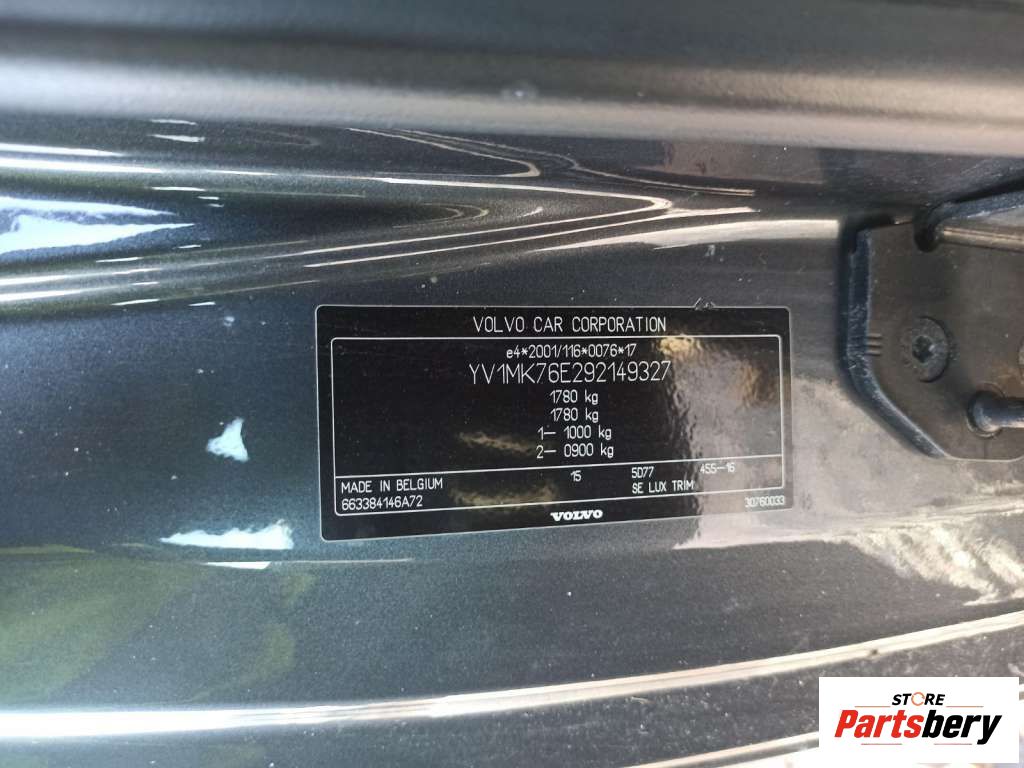 VOLVO CAR CORPORATION
e4*2001/116*0076*17
YV1MK76E292149327
1780 kg
1780 kg
1- 1000 kg
2- 0900 kg
15 5D77 455-16
MADE IN BELGIUM SE LUX TRIM
663384146A72 30760033
VOLVO
STORE
Partsbery